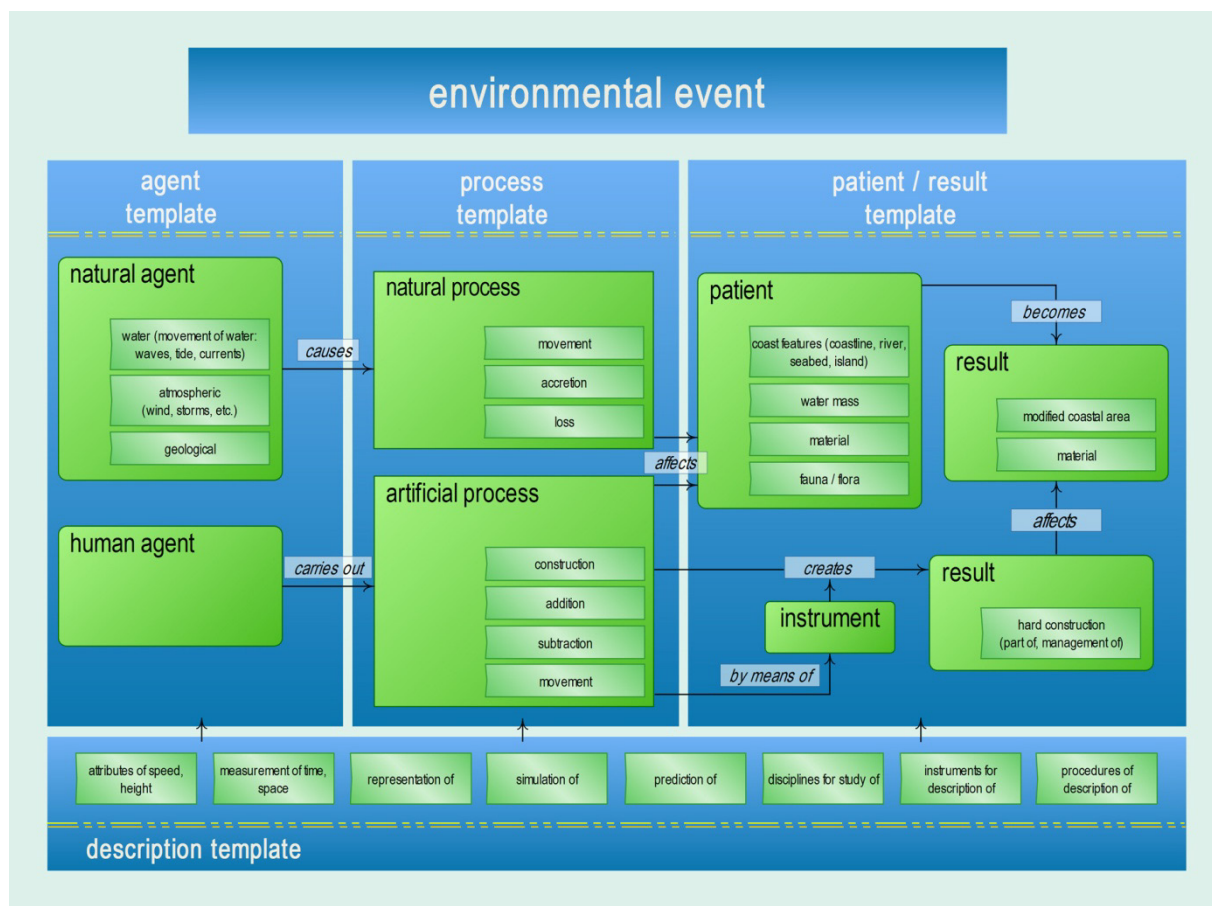 environmental event
agent
template
process
template
patient / result
template
natural agent
water (movement of water:
waves, tide, currents)
atmospheric
(wind, storms, etc.)
geological
human agent
causes
carries out
natural process
movement
accretion
loss
artificial process
construction
addition
subtraction
movement
affects
patient
coast features (coastline, river,
seabed, island)
water mass
material
fauna / flora
becomes
result
modified coastal area
material
affects
creates
instrument
by means of
result
hard construction
(part of, management of)
attributes of speed,
height
measurement of time,
space
representation of
simulation of
prediction of
disciplines for study of
instruments for
description of
procedures of
description of
description template